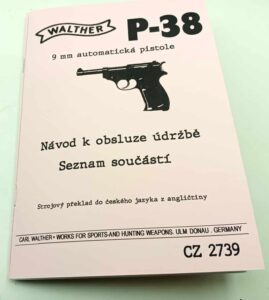 WALTHER
P-38
9 mm automatická pistole
Návod k obsluze údržbě
Seznam součástí
Strojový překlad do českého jazyka z angličtiny
CARL WALTHER • WORKS FOR SPORTS-AND HUNTING WEAPONS. ULM. DONAU . GERMANY
CZ 2739